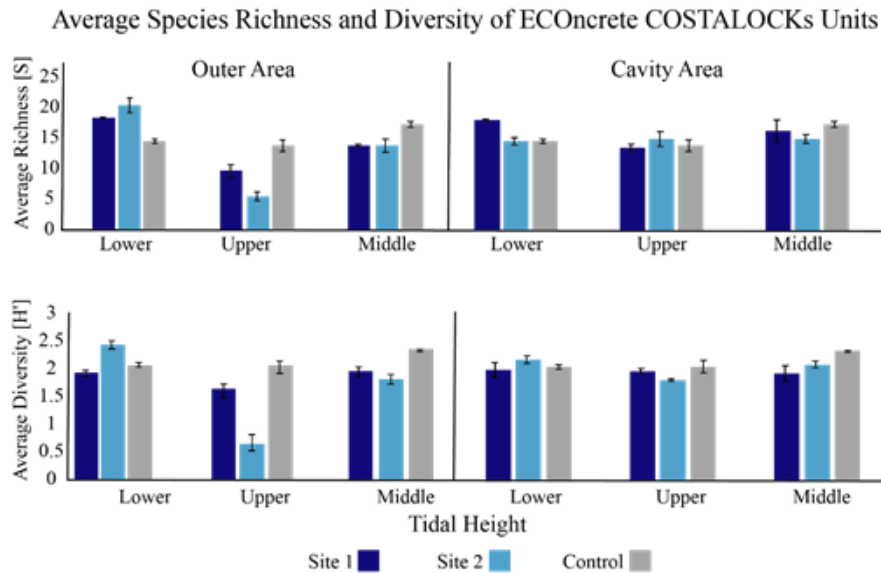 Average Species Richness and Diversity of ECOncrete COSTALOCKs Units
Outer Area
Cavity Area
Average Richness [S]
25
20
15
10
5
0
Lower
Upper
Middle
Lower
Upper
Middle
Average Diversity [H']
3
2.5
2
1.5
1
0.5
0
Lower
Upper
Middle
Lower
Upper
Middle
Tidal Height
Site 1
Site 2
Control